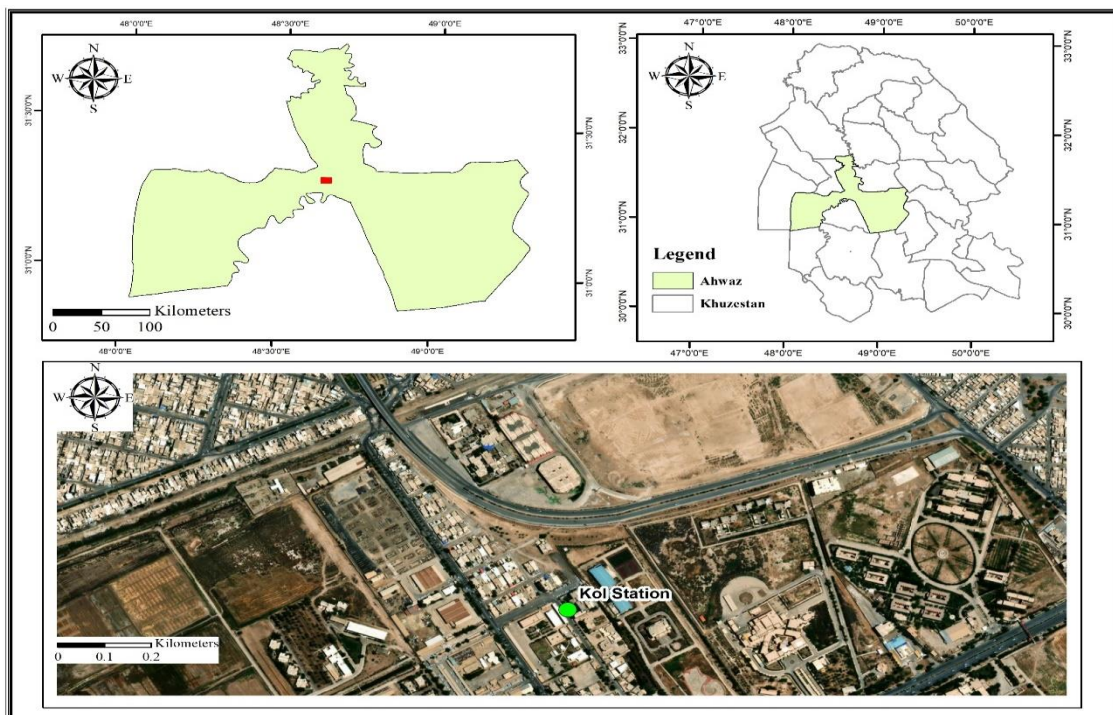 48°0'0"E 48°30'0"E 49°0'0"E
N
W E
S
31°30'0"N
31°30'0"N
31°0'0"N
31°0'0"N
Kilometers
0 50 100
48°0'0"E 48°30'0"E 49°0'0"E
48°0'0"E 49°0'0"E 50°0'0"E
N
W E
S
33°0'0"N
33°0'0"N
32°0'0"N
32°0'0"N
31°0'0"N
31°0'0"N
30°0'0"N
30°0'0"N
Legend
Ahwaz
Khuzestan
47°0'0"E 48°0'0"E 49°0'0"E 50°0'0"E
N
W E
S
Kol Station
Kilometers
0 0.1 0.2